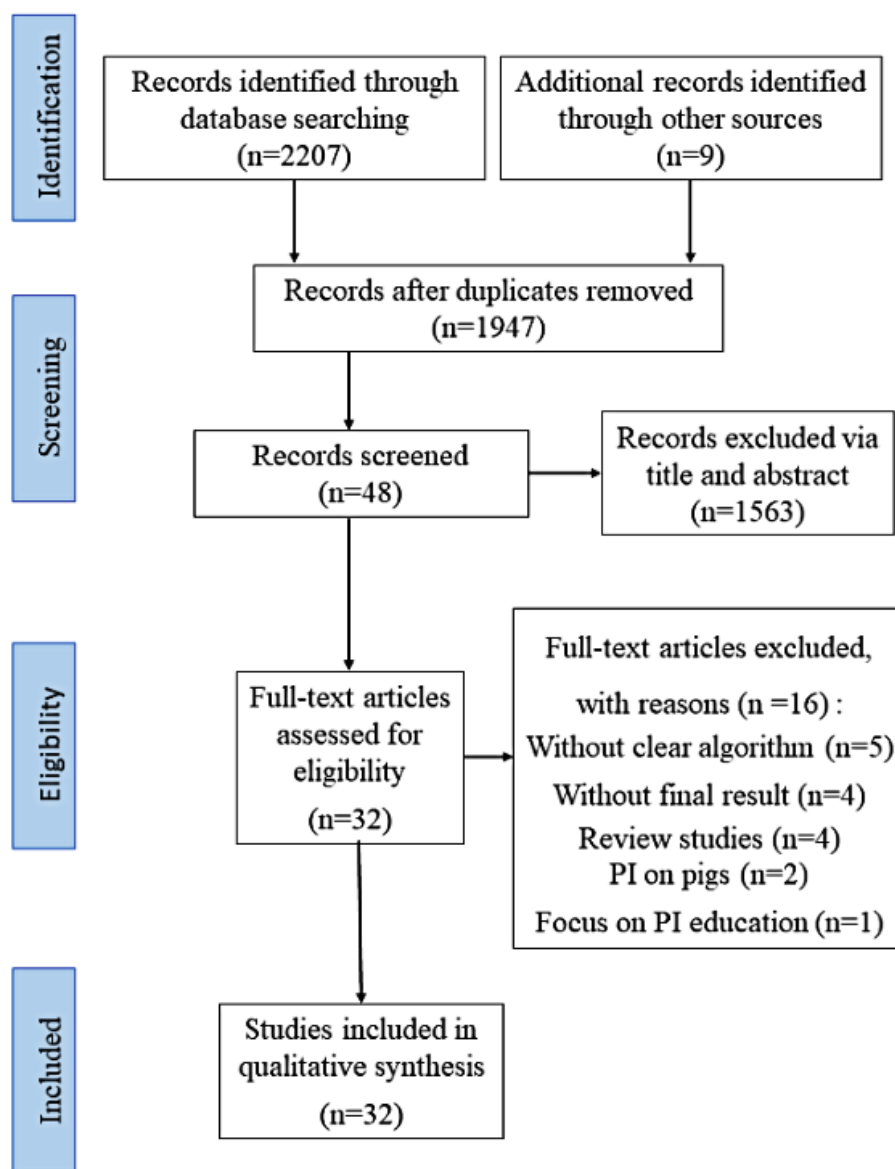 Identification
Records identified through
database searching
(n=2207)
Additional records identified
through other sources
(n=9)
Screening
Records after duplicates removed
(n=1947)
Records screened
(n=48)
Records excluded via
title and abstract
(n=1563)
Eligibility
Full-text articles
assessed for
eligibility
(n=32)
Full-text articles excluded,
with reasons (n =16) :
Without clear algorithm (n=5)
Without final result (n=4)
Review studies (n=4)
PI on pigs (n=2)
Focus on PI education (n=1)
Included
Studies included in
qualitative synthesis
(n=32)